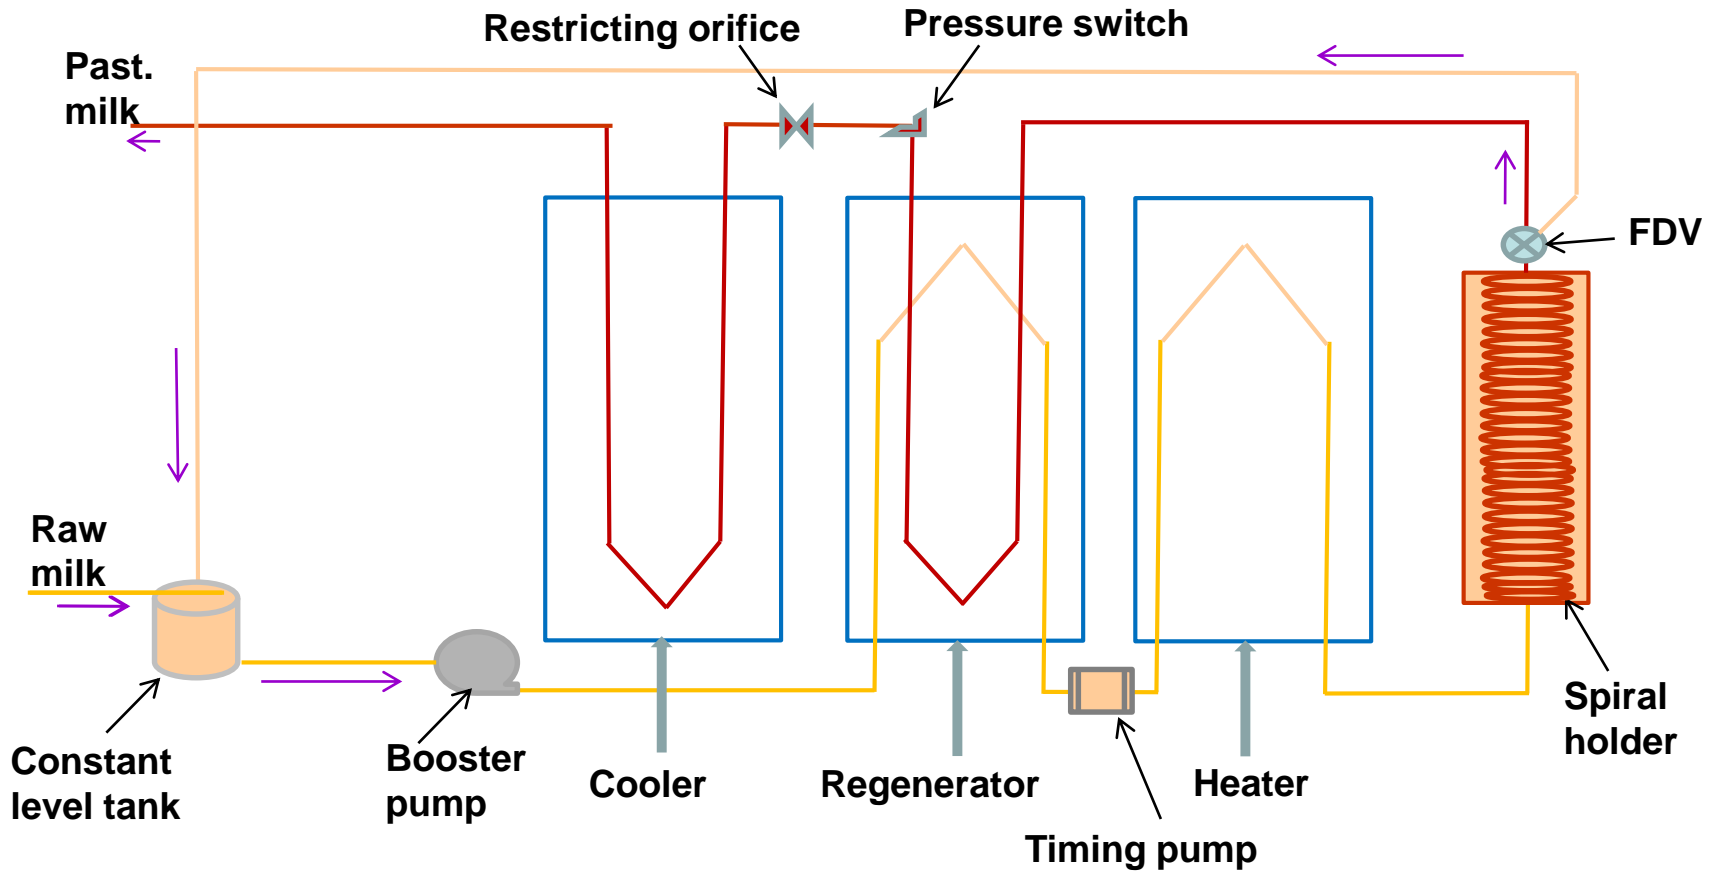 Restricting orifice
Pressure switch
Past.
milk
FDV
Raw
milk
Constant
level tank
Booster
pump
Cooler
Regenerator
Heater
Timing pump
Spiral
holder